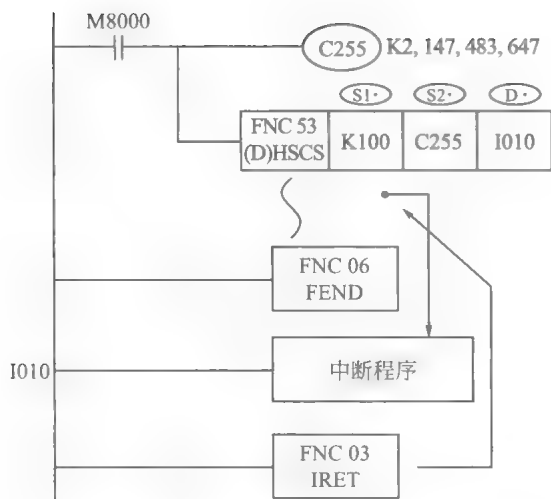 M8000
C255 K2, 147, 483, 647
S1· S2· D·
FNC 53
(D)HSCS K100 C255 I010
FNC 06
FEND
I010 中断程序
FNC 03
IRET